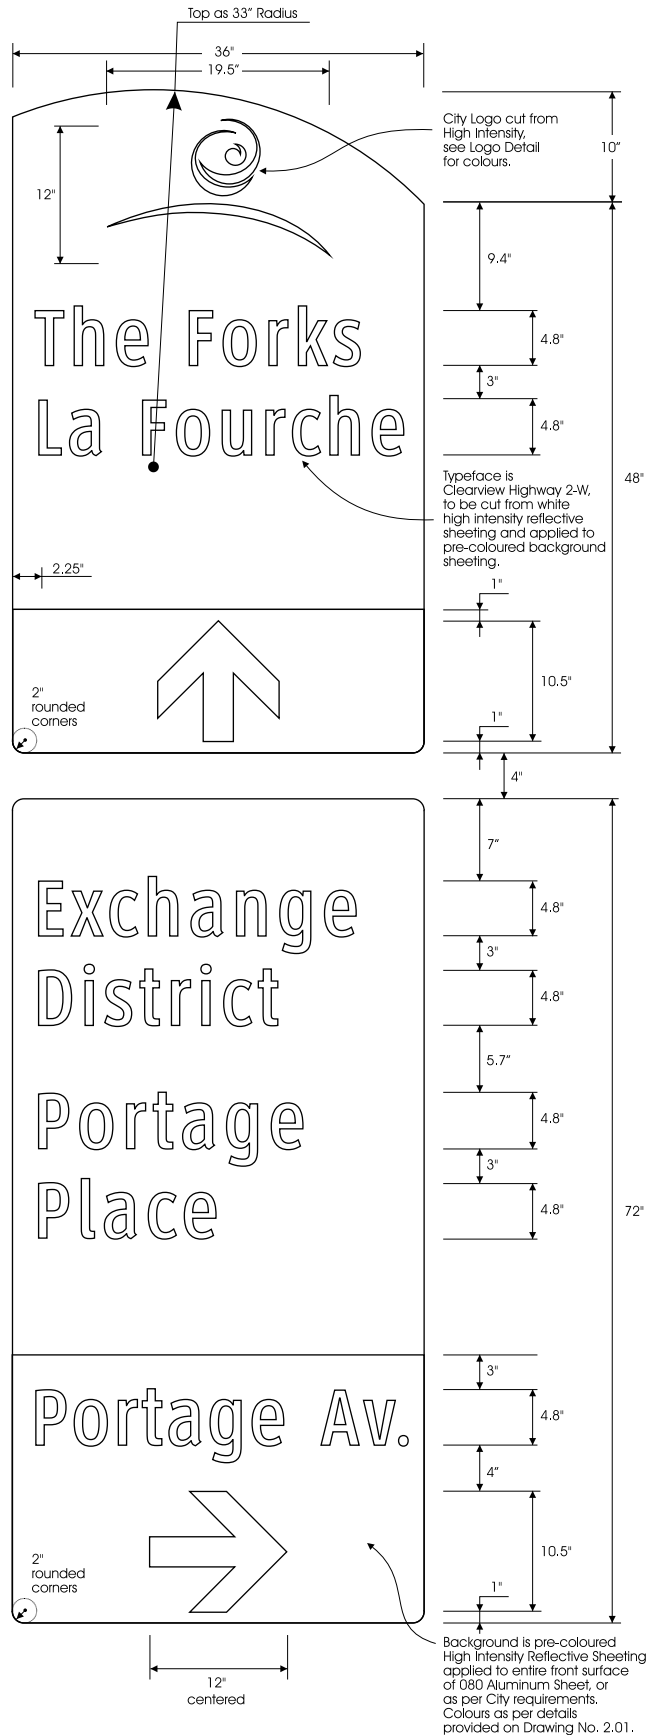 Top as 33” Radius
36"
19.5”
City Logo cut from
High Intensity,
see Logo Detail
for colours.
10”
12"
9.4"
The Forks
4.8"
3"
La Fourche
4.8"
48"
Typeface is
Clearview Highway 2-W,
to be cut from white
high intensity reflective
sheeting and applied to
pre-coloured background
sheeting.
2.25"
1"
10.5"
2"
rounded
corners
1"
4"
7”
Exchange
4.8"
3"
District
4.8"
5.7”
Portage
4.8"
3"
Place
4.8"
72"
3"
Portage Av.
4.8"
4”
10.5"
2"
rounded
corners
1"
12"
centered
Background is pre-coloured
High Intensity Reflective Sheeting
applied to entire front surface
of 080 Aluminum Sheet, or
as per City requirements.
Colours as per details
provided on Drawing No. 2.01.